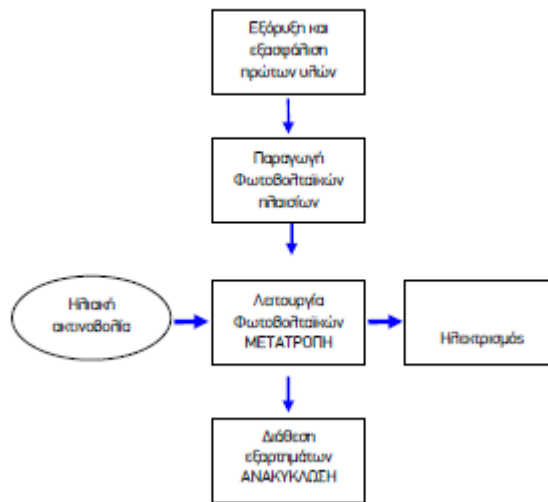 Εξόρυξη και
εξασφάλιση
πρώτων υλών
Παραγωγή
Φωτοβολταϊκών
πλαισίων
Ηλιακή
ακτινοβολία
Λειτουργία
Φωτοβολταϊκών
ΜΕΤΑΤΡΟΠΗ
Ηλεκτρισμός
Διάθεση
εξαρτημάτων
ΑΝΑΚΥΚΛΩΣΗ